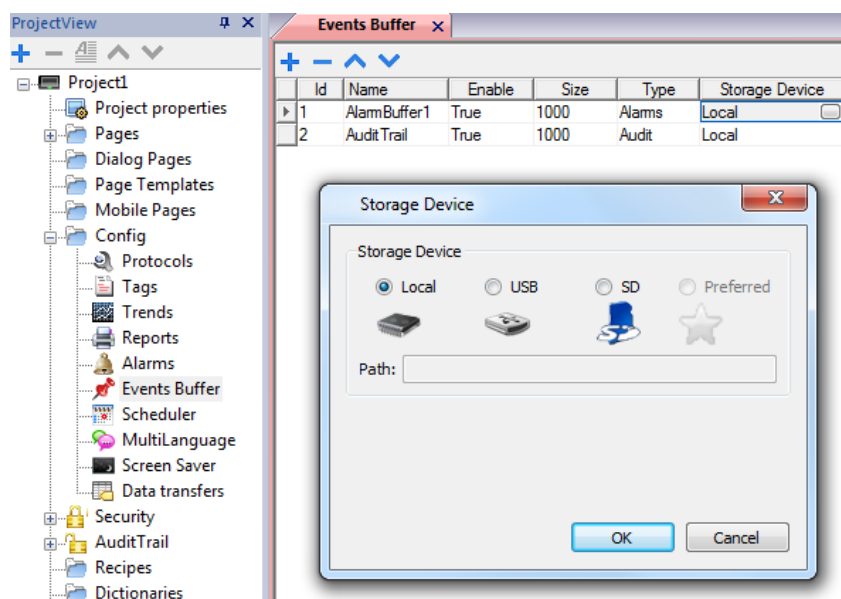 ProjectView
Project1
Project properties
Pages
Dialog Pages
Page Templates
Mobile Pages
Config
Protocols
Tags
Trends
Reports
Alarms
Events Buffer
Scheduler
MultiLanguage
Screen Saver
Data transfers
Security
AuditTrail
Recipes
Dictionaries
Events Buffer
Id Name Enable Size Type Storage Device
1 AlarmBuffer1 True 1000 Alarms Local ...
2 AuditTrail True 1000 Audit Local
Storage Device
Storage Device
Local USB SD Preferred
SD
Path:
OK Cancel